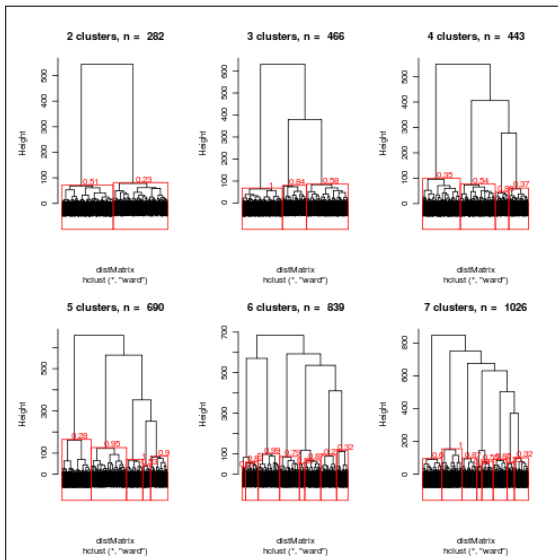 2 clusters, n = 282
Height
0 100 200 300 400 500
0.51 0.23
distMatrix
hclust (*, "ward")
3 clusters, n = 466
Height
0 100 200 300 400 500 600
1 0.84 0.58
distMatrix
hclust (*, "ward")
4 clusters, n = 443
Height
0 100 200 300 400 500
0.35 0.54 0.37
distMatrix
hclust (*, "ward")
5 clusters, n = 690
Height
0 100 300 500
0.28 0.95 0.9
distMatrix
hclust (*, "ward")
6 clusters, n = 839
Height
0 100 300 500 700
0.99 0.32
distMatrix
hclust (*, "ward")
7 clusters, n = 1026
Height
0 200 400 600 800
1 0.32
distMatrix
hclust (*, "ward")